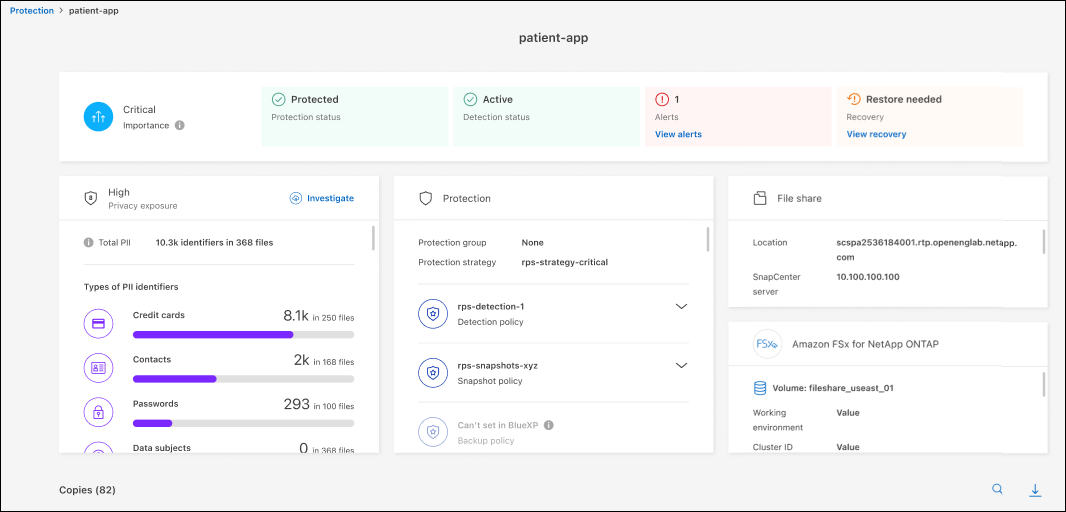 Protection > patient-app
patient-app
Critical
Importance
Protected
Protection status
Active
Detection status
1
Alerts
View alerts
Restore needed
Recovery
View recovery
8
High
Privacy exposure
Investigate
Total PII 10.3k identifiers in 368 files
Types of PII identifiers
Credit cards 8.1k in 250 files
Contacts 2k in 168 files
Passwords 293 in 100 files
Data subjects 0 in 368 files
Protection
Protection group None
Protection strategy rps-strategy-critical
rps-detection-1
Detection policy
rps-snapshots-xyz
Snapshot policy
Can't set in BlueXP
Backup policy
File share
Location scspa2536184001.rtp.openenglab.netapp.
com
SnapCenter 10.100.100.100
server
FSx
Amazon FSx for NetApp ONTAP
Volume: fileshare_useast_01
Working Value
environment
Cluster ID Value
Copies (82)